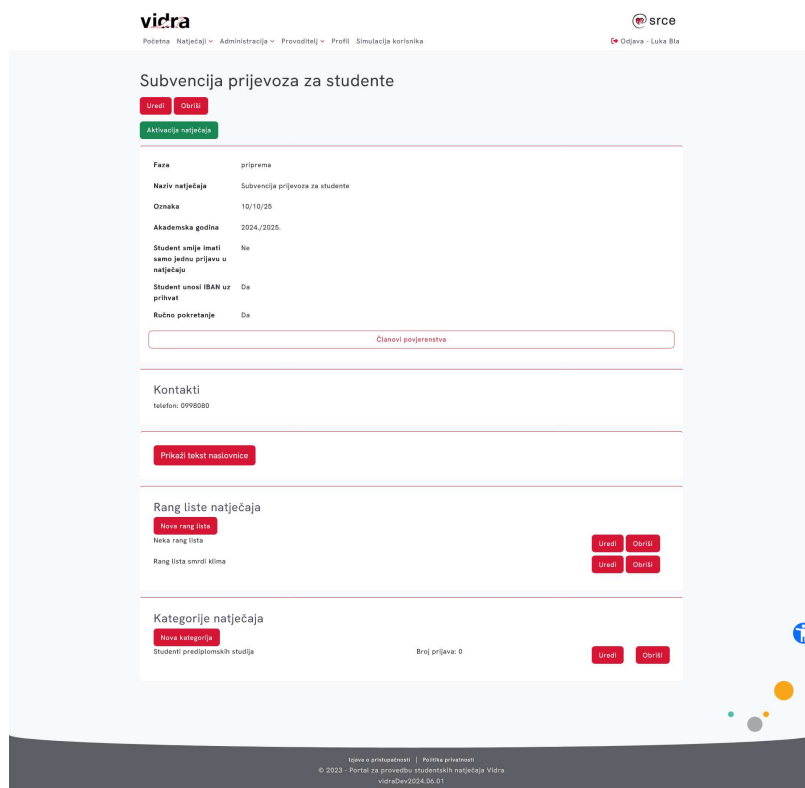 vidra
srce
Početna Natječaji Administracija Provoditelj Profil Simulacija korisnika
Odjava - Luka Bla
Subvencija prijevoza za studente
Uredi Obriši
Aktivacija natječaja
Faza priprema
Naziv natječaja Subvencija prijevoza za studente
Oznaka 10/10/25
Akademska godina 2024./2025.
Student smije imati Ne
samo jednu prijavu u
natječaju
Student unosi IBAN uz Da
prihvat
Ručno pokretanje Da
Članovi povjerenstva
Kontakti
telefon: 0998080
Prikaži tekst naslovnice
Rang liste natječaja
Nova rang lista
Neka rang lista Uredi Obriši
Rang lista smrdi klima Uredi Obriši
Kategorije natječaja
Nova kategorija
Studenti prediplomskih studija Broj prijava: 0 Uredi Obriši
Izjava o pristupačnosti | Politika privatnosti
© 2023 - Portal za provedbu studentskih natječaja Vidra
vidraDev2024.06.01